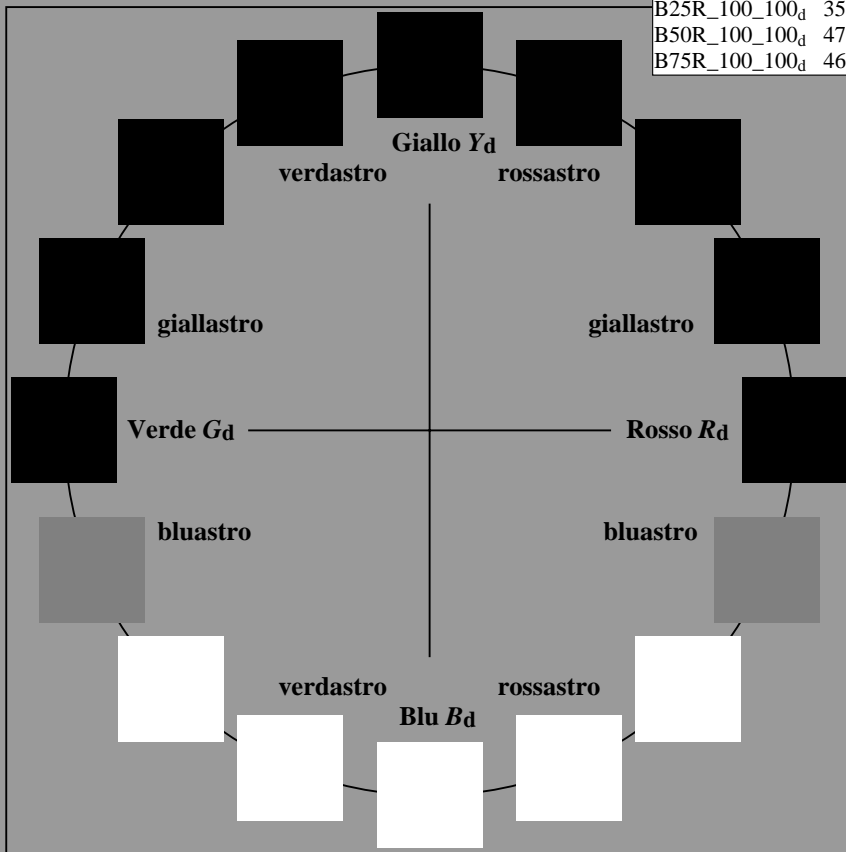 B25R_100_100d 35
B50R_100_100d 47
B75R_100_100d 46
Giallo Yd
verdastro rossastro
giallastro giallastro
Verde Gd Rosso Rd
bluastro bluastro
verdastro rossastro
Blu Bd